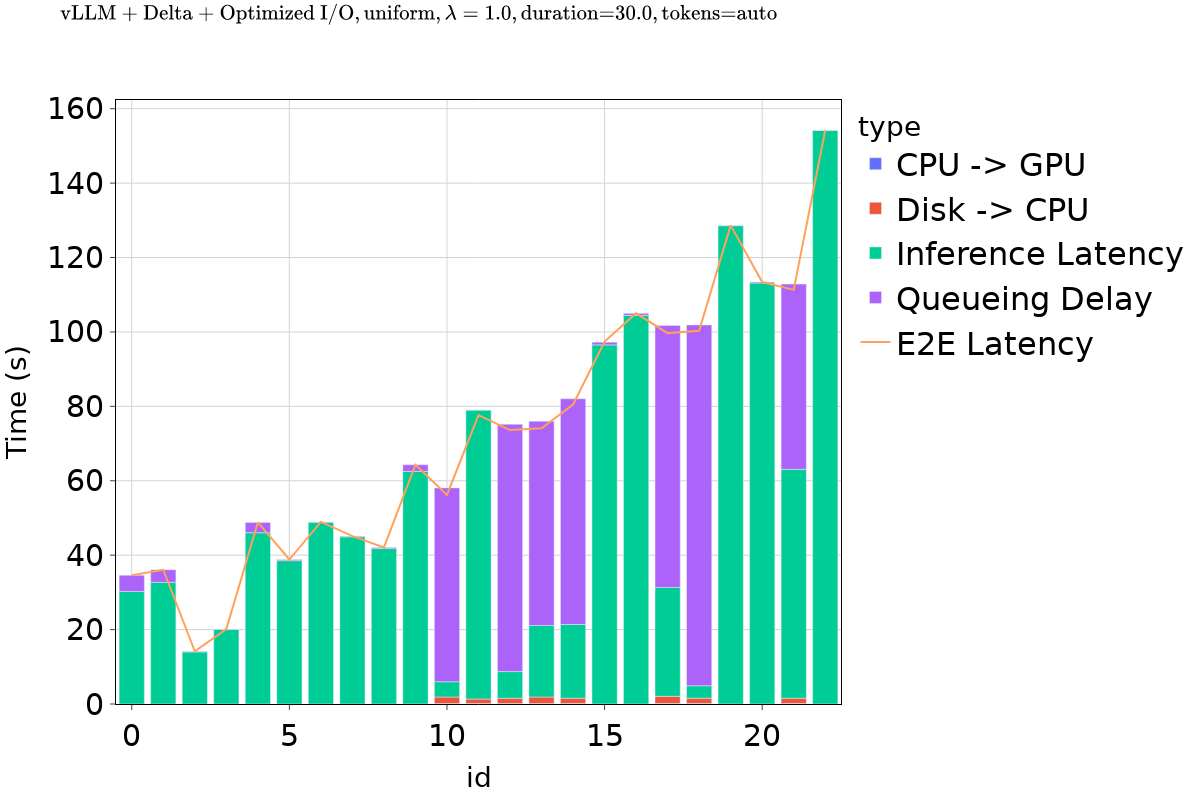 vLLM + Delta + Optimized I/O, uniform, λ = 1.0, duration=30.0, tokens=auto
160
140
120
100
80
60
40
20
0
Time (s)
0 5 10 15 20
id
type
CPU -> GPU
Disk -> CPU
Inference Latency
Queueing Delay
E2E Latency